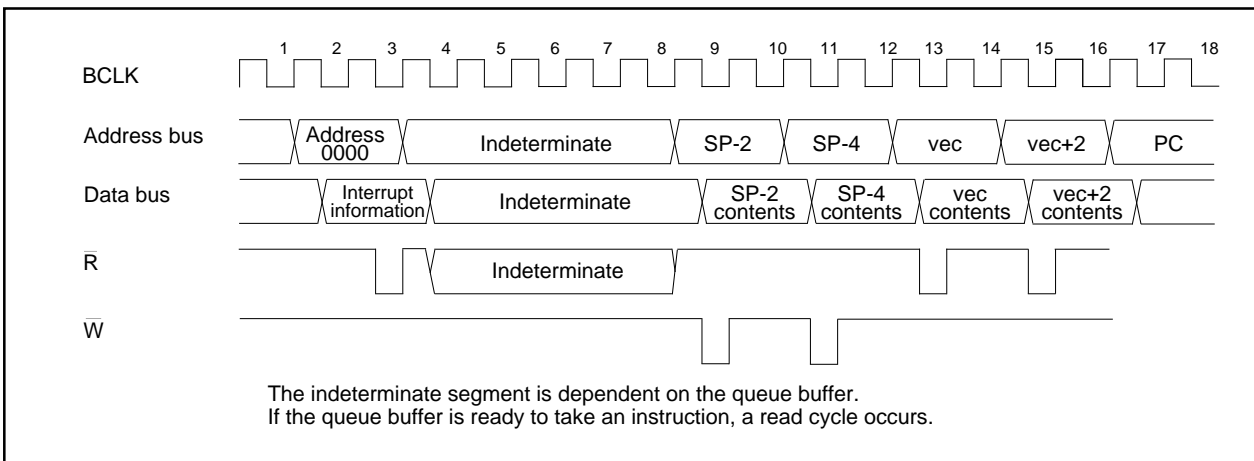 1 2 3 4 5 6 7 8 9 10 11 12 13 14 15 16 17 18
BCLK
Address bus
Address
0000
Indeterminate
SP-2
SP-4
vec
vec+2
PC
Data bus
Interrupt
information
Indeterminate
SP-2
contents
SP-4
contents
vec
contents
vec+2
contents
R̅
Indeterminate
W̅
The indeterminate segment is dependent on the queue buffer.
If the queue buffer is ready to take an instruction, a read cycle occurs.